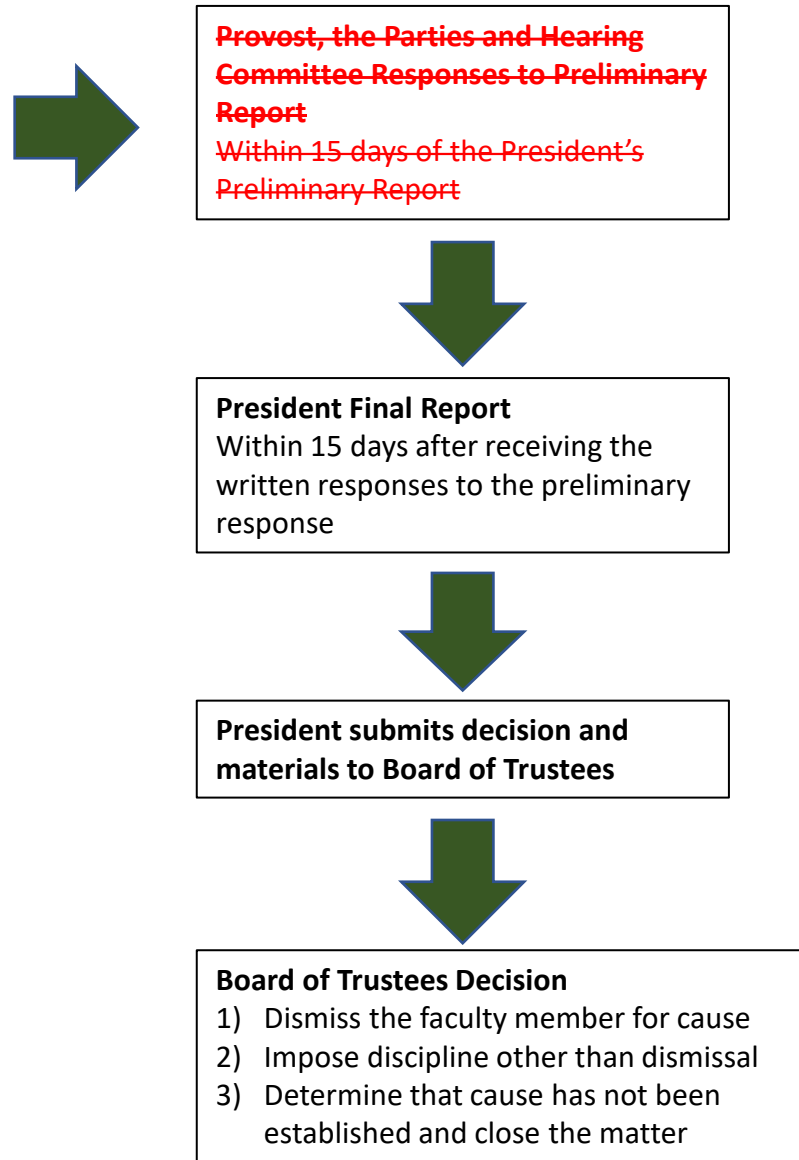 Provost, the Parties and Hearing
Committee Responses to Preliminary
Report
Within 15 days of the President’s
Preliminary Report
President Final Report
Within 15 days after receiving the
written responses to the preliminary
response
President submits decision and
materials to Board of Trustees
Board of Trustees Decision
1) Dismiss the faculty member for cause
2) Impose discipline other than dismissal
3) Determine that cause has not been
established and close the matter